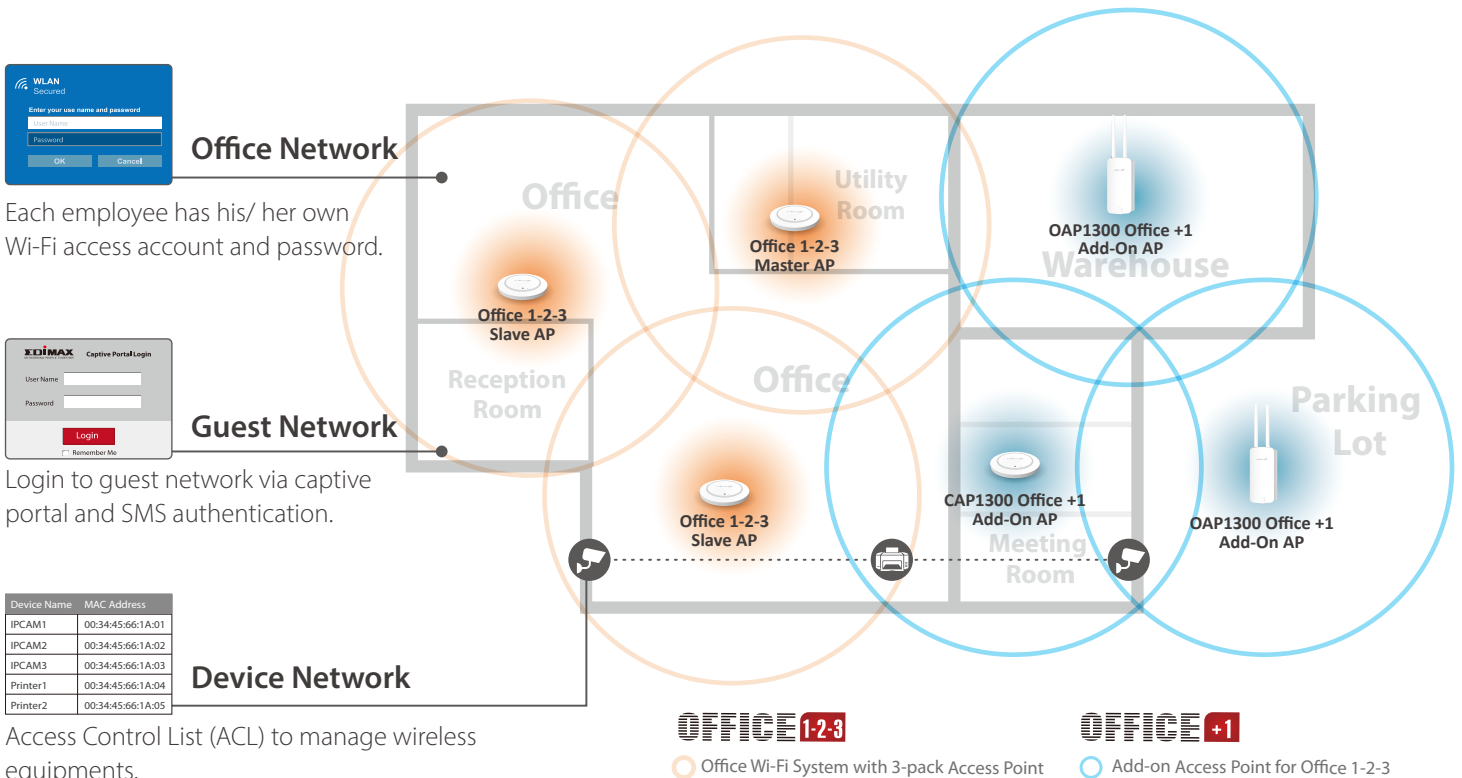 WLAN
Secured
Enter your use name and password
User Name
Password
OK Cancel
Office Network
Each employee has his/ her own
Wi-Fi access account and password.
EDIMAX Captive Portal Login
User Name
Password
Login
Remember Me
Guest Network
Login to guest network via captive
portal and SMS authentication.
Device Name MAC Address
IPCAM1 00:34:45:66:1A:01
IPCAM2 00:34:45:66:1A:02
IPCAM3 00:34:45:66:1A:03
Printer1 00:34:45:66:1A:04
Printer2 00:34:45:66:1A:05
Device Network
Access Control List (ACL) to manage wireless
equipments.
Office
Office 1-2-3
Slave AP
Reception
Room
Utility
Room
Office 1-2-3
Master AP
Office
Office 1-2-3
Slave AP
OAP1300 Office +1
Add-On AP
Warehouse
CAP1300 Office +1
Add-On AP
Meeting
Room
Parking
Lot
OAP1300 Office +1
Add-On AP
OFFICE 1-2-3
Office Wi-Fi System with 3-pack Access Point
OFFICE +1
Add-on Access Point for Office 1-2-3